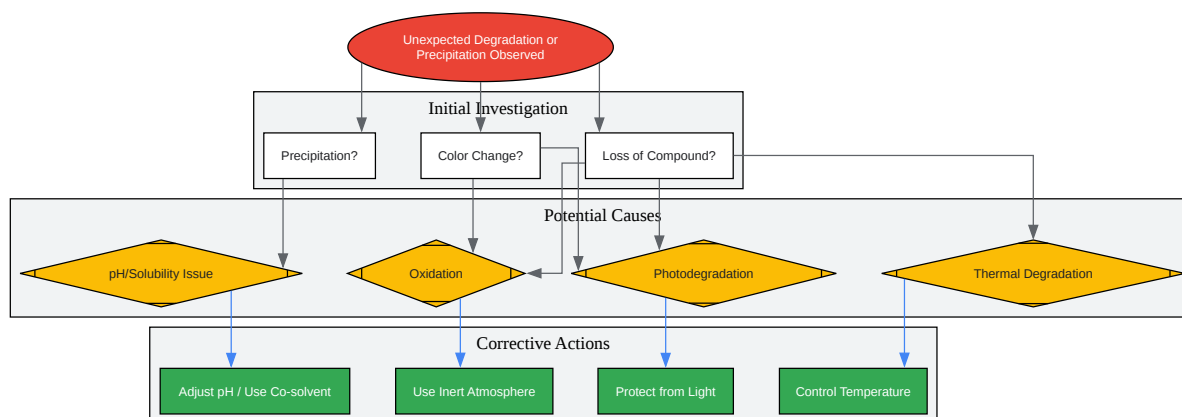 Unexpected Degradation or
Precipitation Observed
Initial Investigation
Precipitation?
Color Change?
Loss of Compound?
Potential Causes
pH/Solubility Issue
Oxidation
Photodegradation
Thermal Degradation
Corrective Actions
Adjust pH / Use Co-solvent
Use Inert Atmosphere
Protect from Light
Control Temperature